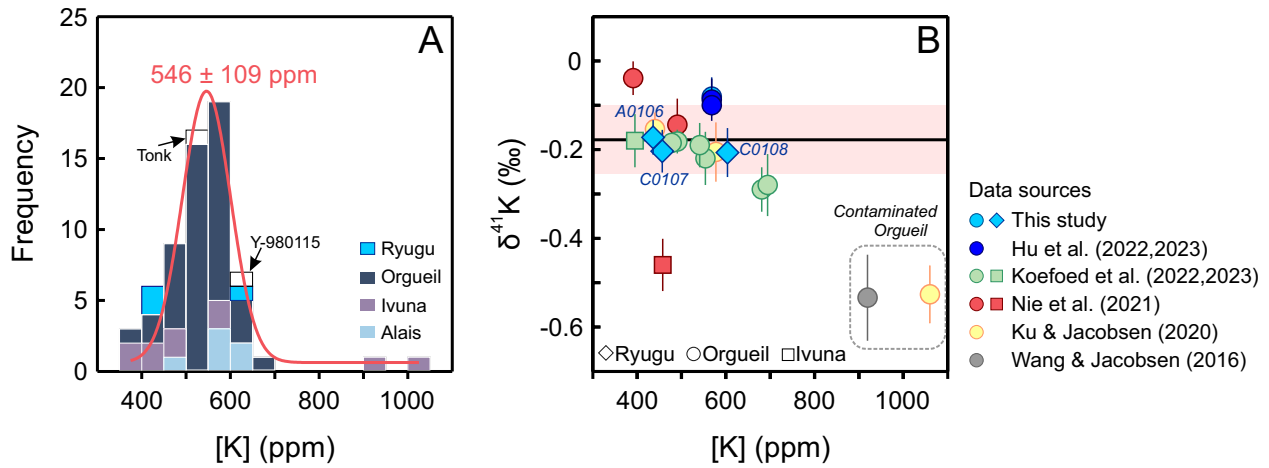 A
546 ± 109 ppm
Frequency
25
20
15
10
5
0
Tonk
Y-980115
Ryugu
Orgueil
Ivuna
Alais
400
600
800
1000
[K] (ppm)
B
δ⁴¹K (‰)
0
-0.2
-0.4
-0.6
A0106
C0107
C0108
Contaminated
Orgueil
Ryugu Orgueil Ivuna
400
600
800
1000
[K] (ppm)
Data sources
This study
Hu et al. (2022,2023)
Koefoed et al. (2022,2023)
Nie et al. (2021)
Ku & Jacobsen (2020)
Wang & Jacobsen (2016)